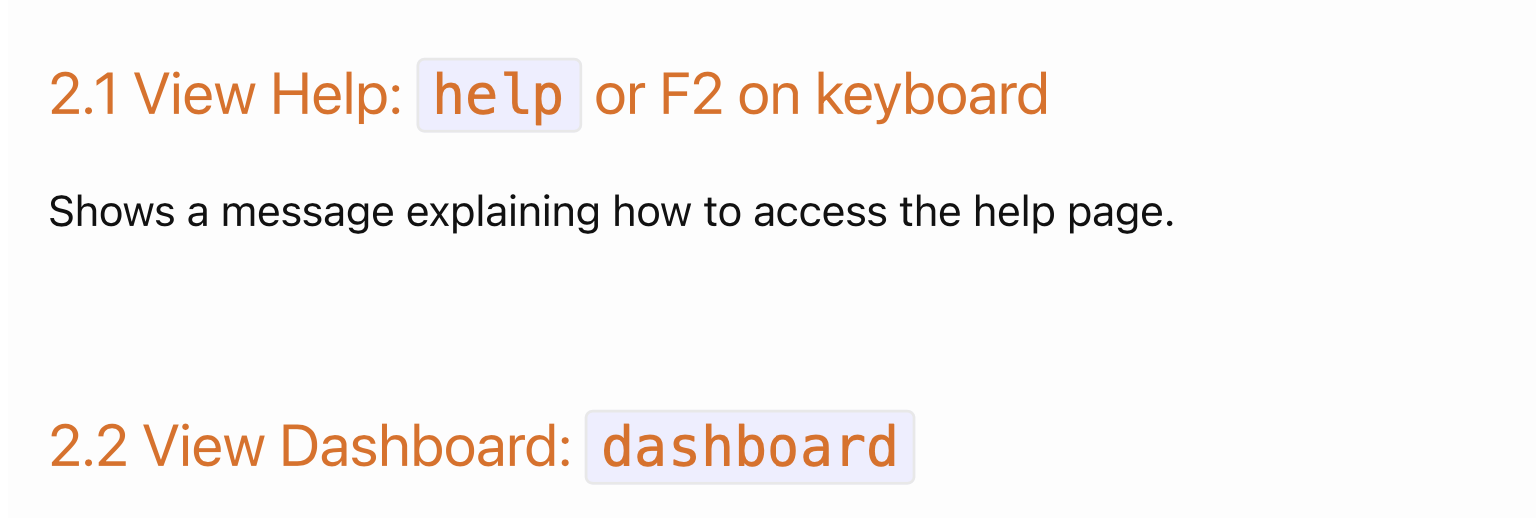 2.1 View Help: help or F2 on keyboard
Shows a message explaining how to access the help page.
2.2 View Dashboard: dashboard